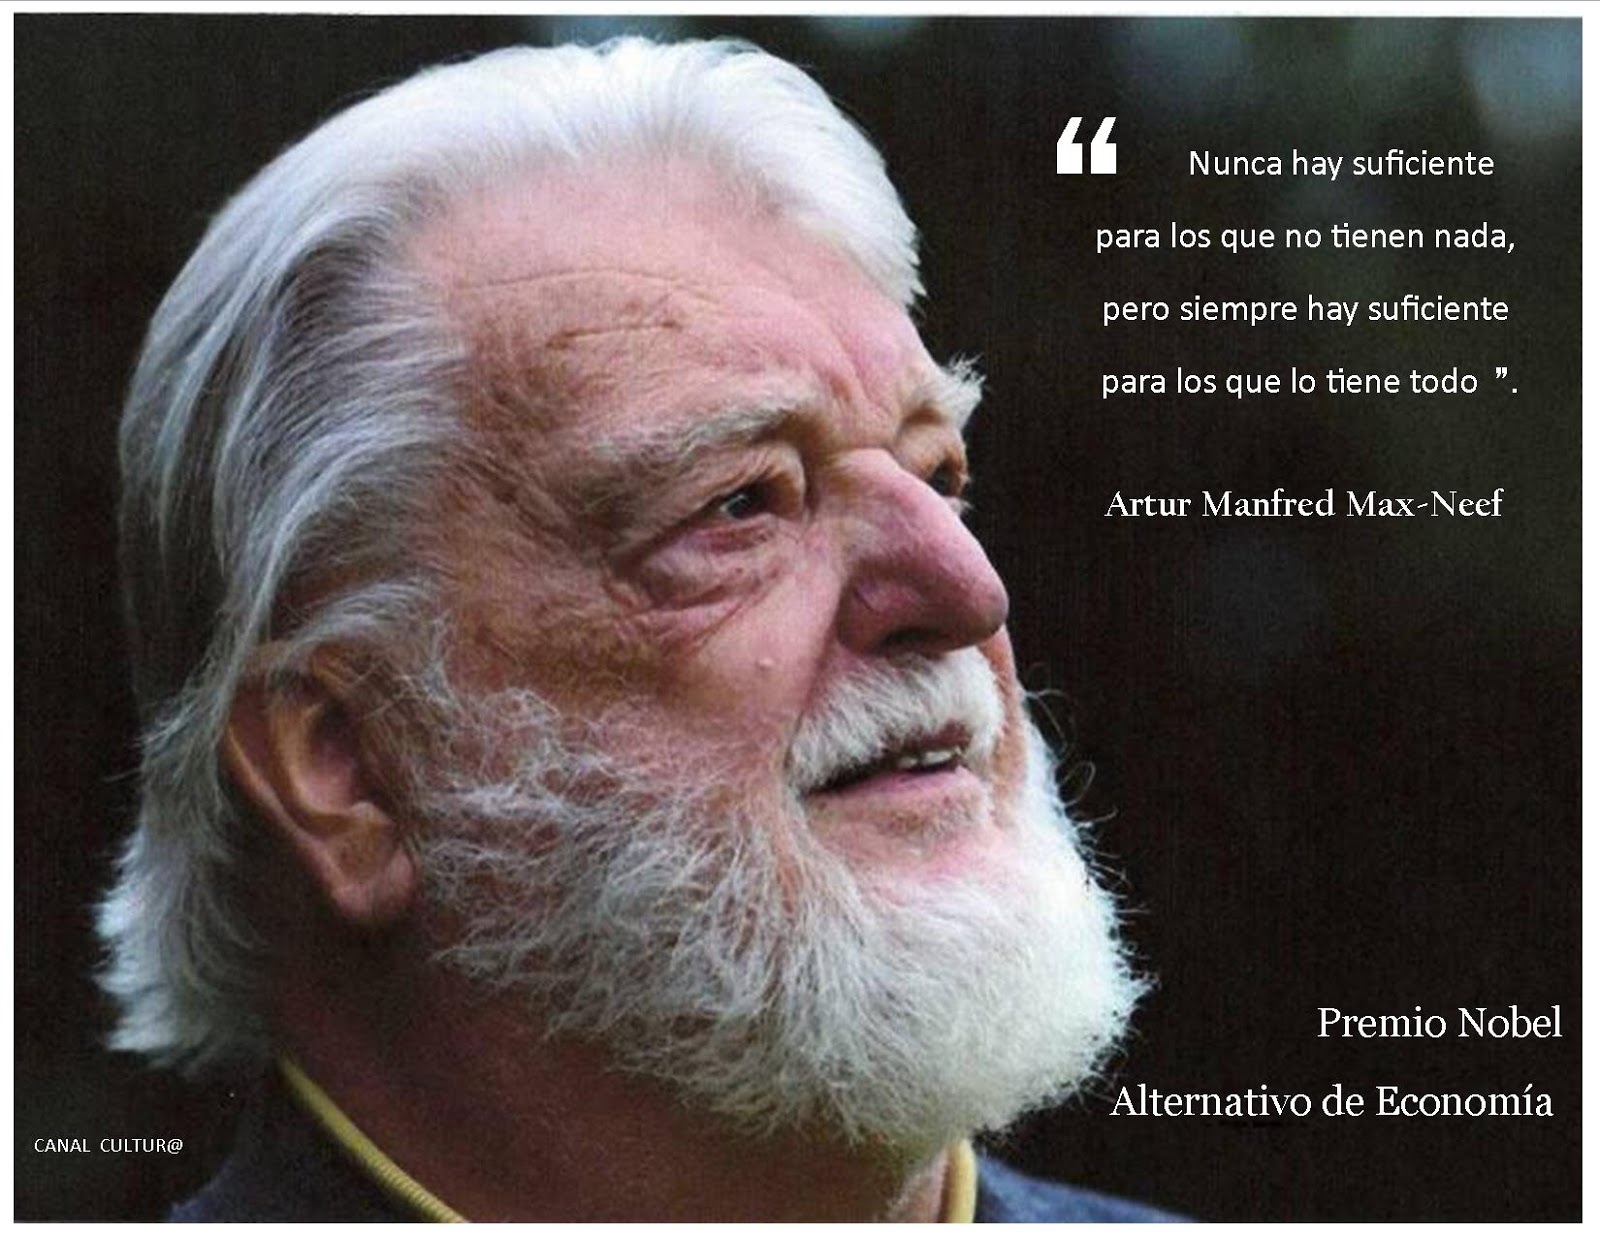 “ Nunca hay suficiente
para los que no tienen nada,
pero siempre hay suficiente
para los que lo tiene todo ”.
Artur Manfred Max-Neef
Premio Nobel
Alternativo de Economía
CANAL CULTUR@